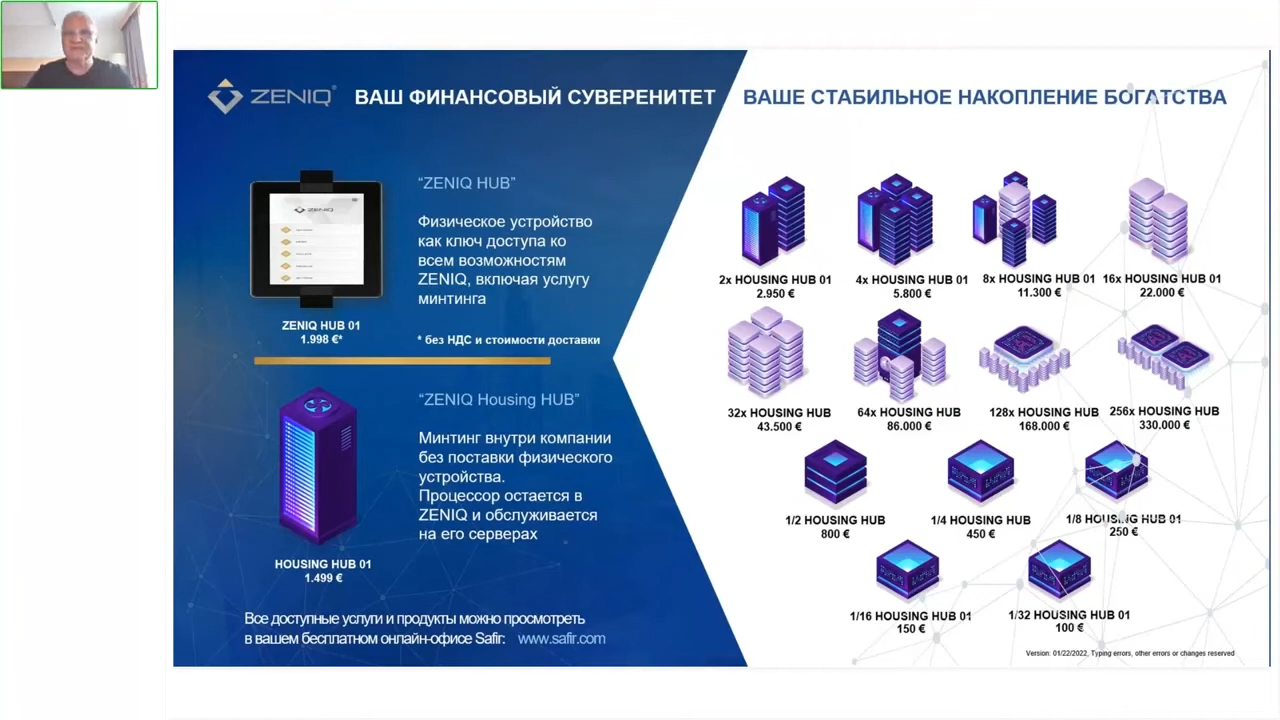 ZENIQ®
ВАШ ФИНАНСОВЫЙ СУВЕРЕНИТЕТ
ВАШЕ СТАБИЛЬНОЕ НАКОПЛЕНИЕ БОГАТСТВА
“ZENIQ HUB”
Физическое устройство
как ключ доступа ко
всем возможностям
ZENIQ, включая услугу
минтинга
ZENIQ
ZENIQ HUB 01
1.998 €*
* без НДС и стоимости доставки
“ZENIQ Housing HUB”
Минтинг внутри компании
без поставки физического
устройства.
Процессор остается в
ZENIQ и обслуживается
на его серверах
HOUSING HUB 01
1.499 €
Все доступные услуги и продукты можно просмотреть
в вашем бесплатном онлайн-офисе Safir: www.safir.com
2x HOUSING HUB 01
2.950 €
4x HOUSING HUB 01
5.800 €
8x HOUSING HUB 01
11.300 €
16x HOUSING HUB 01
22.000 €
32x HOUSING HUB
43.500 €
64x HOUSING HUB
86.000 €
128x HOUSING HUB
168.000 €
256x HOUSING HUB
330.000 €
1/2 HOUSING HUB
800 €
1/4 HOUSING HUB
450 €
1/8 HOUSING HUB 01
250 €
1/16 HOUSING HUB 01
150 €
1/32 HOUSING HUB 01
100 €
Version: 01/22/2022, Typing errors, other errors or changes reserved